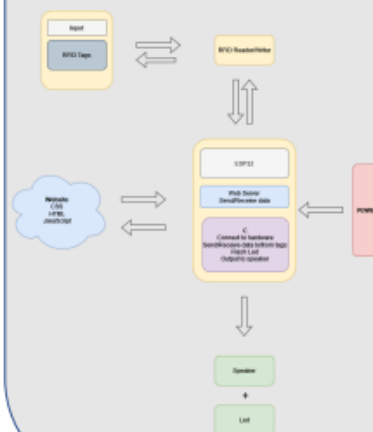 Input
RFID Tags
RFID Reader/Writer
ESP32
Web Server
Send/Receive data
Website
CSS
HTML
JavaScript
C
Connect to hardware
Send/Receive data to/from tags
Flash Led
Output to speaker
Speaker
+
Led